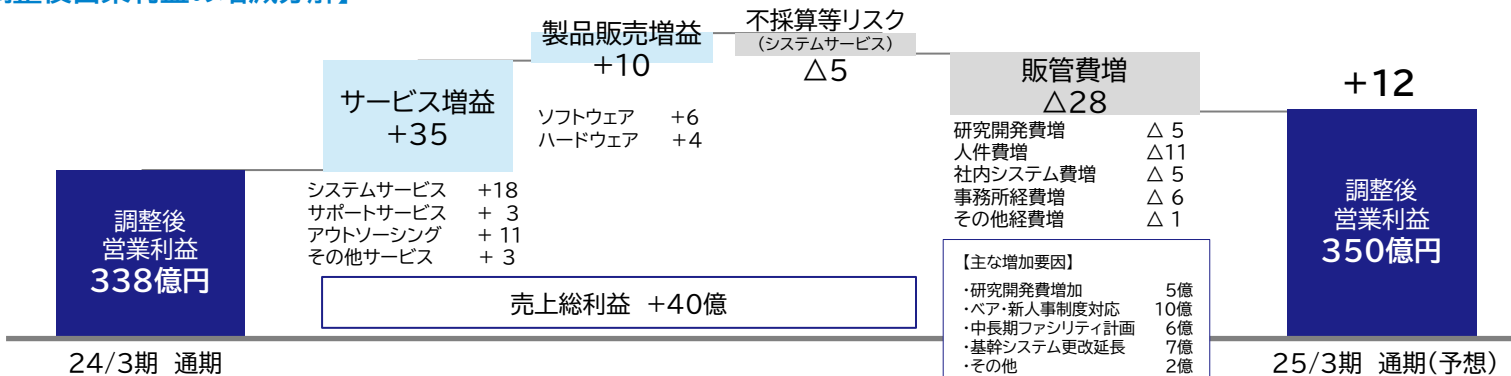 調整後営業利益の増減分解】
製品販売増益
+10
不採算等リスク
(システムサービス)
△5
サービス増益
+35
ソフトウェア +6
ハードウェア +4
販管費増
△28
+12
研究開発費増 △ 5
人件費増 △11
社内システム費増 △ 5
事務所経費増 △ 6
その他経費増 △ 1
システムサービス +18
サポートサービス + 3
アウトソーシング + 11
その他サービス + 3
調整後
営業利益
338億円
調整後
営業利益
350億円
売上総利益 +40億
【主な増加要因】
・研究開発費増加 5億
・ベア・新人事制度対応 10億
・中長期ファシリティ計画 6億
・基幹システム更改延長 7億
・その他 2億
24/3期 通期
25/3期 通期(予想)